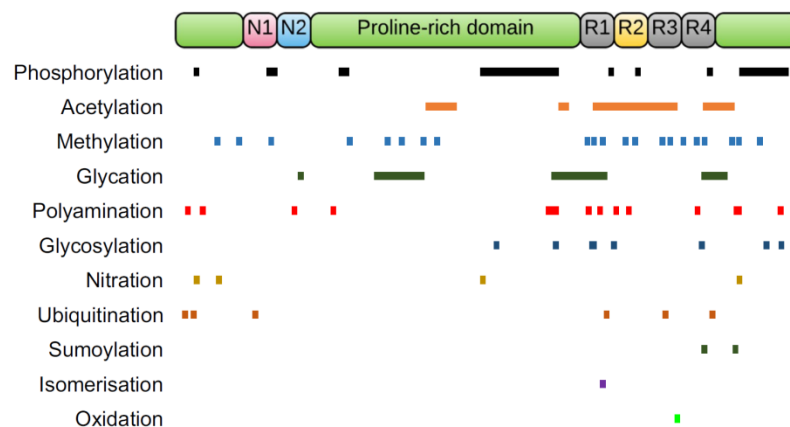 N1 N2 Proline-rich domain R1 R2 R3 R4
Phosphorylation
Acetylation
Methylation
Glycation
Polyamination
Glycosylation
Nitration
Ubiquitination
Sumoylation
Isomerisation
Oxidation